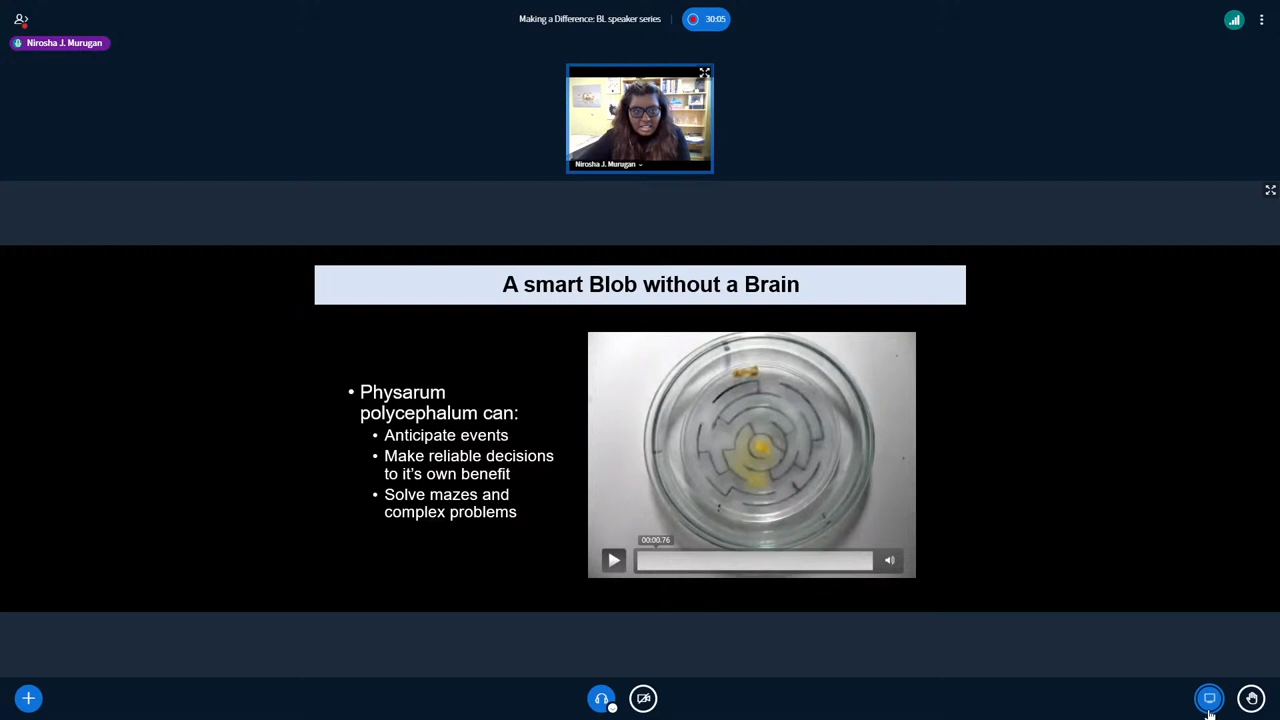 Making a Difference: BL speaker series
30:05
Nirosha J. Murugan
Nirosha J. Murugan
A smart Blob without a Brain
• Physarum
polycephalum can:
• Anticipate events
• Make reliable decisions
to it's own benefit
• Solve mazes and
complex problems
00:00.76